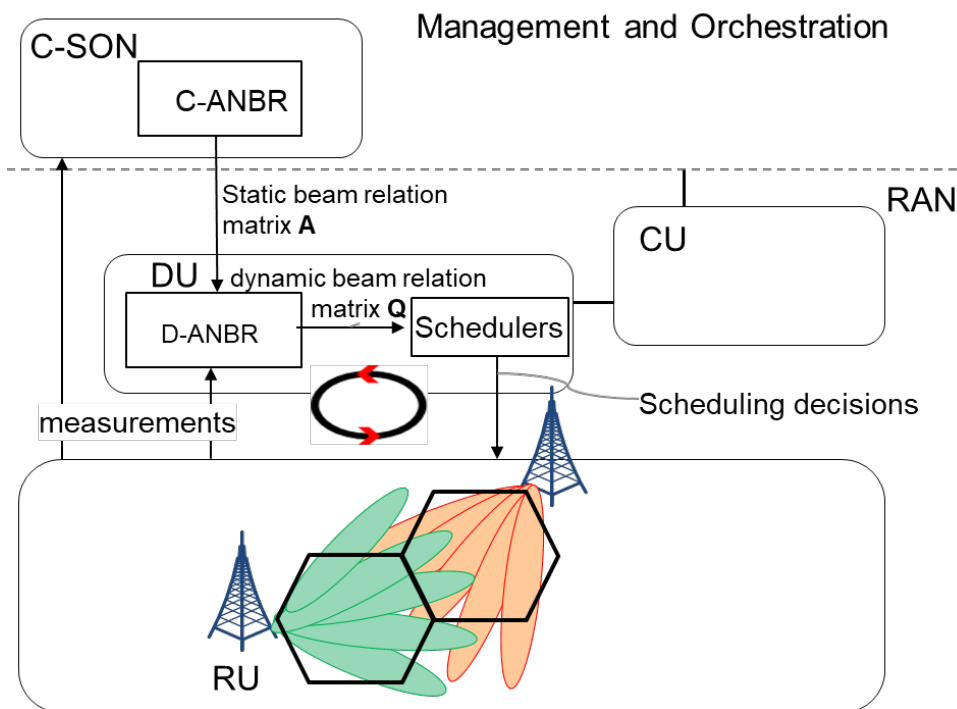 Management and Orchestration
C-SON
C-ANBR
Static beam relation
matrix A
RAN
CU
DU
dynamic beam relation
matrix Q
D-ANBR
Schedulers
measurements
Scheduling decisions
RU